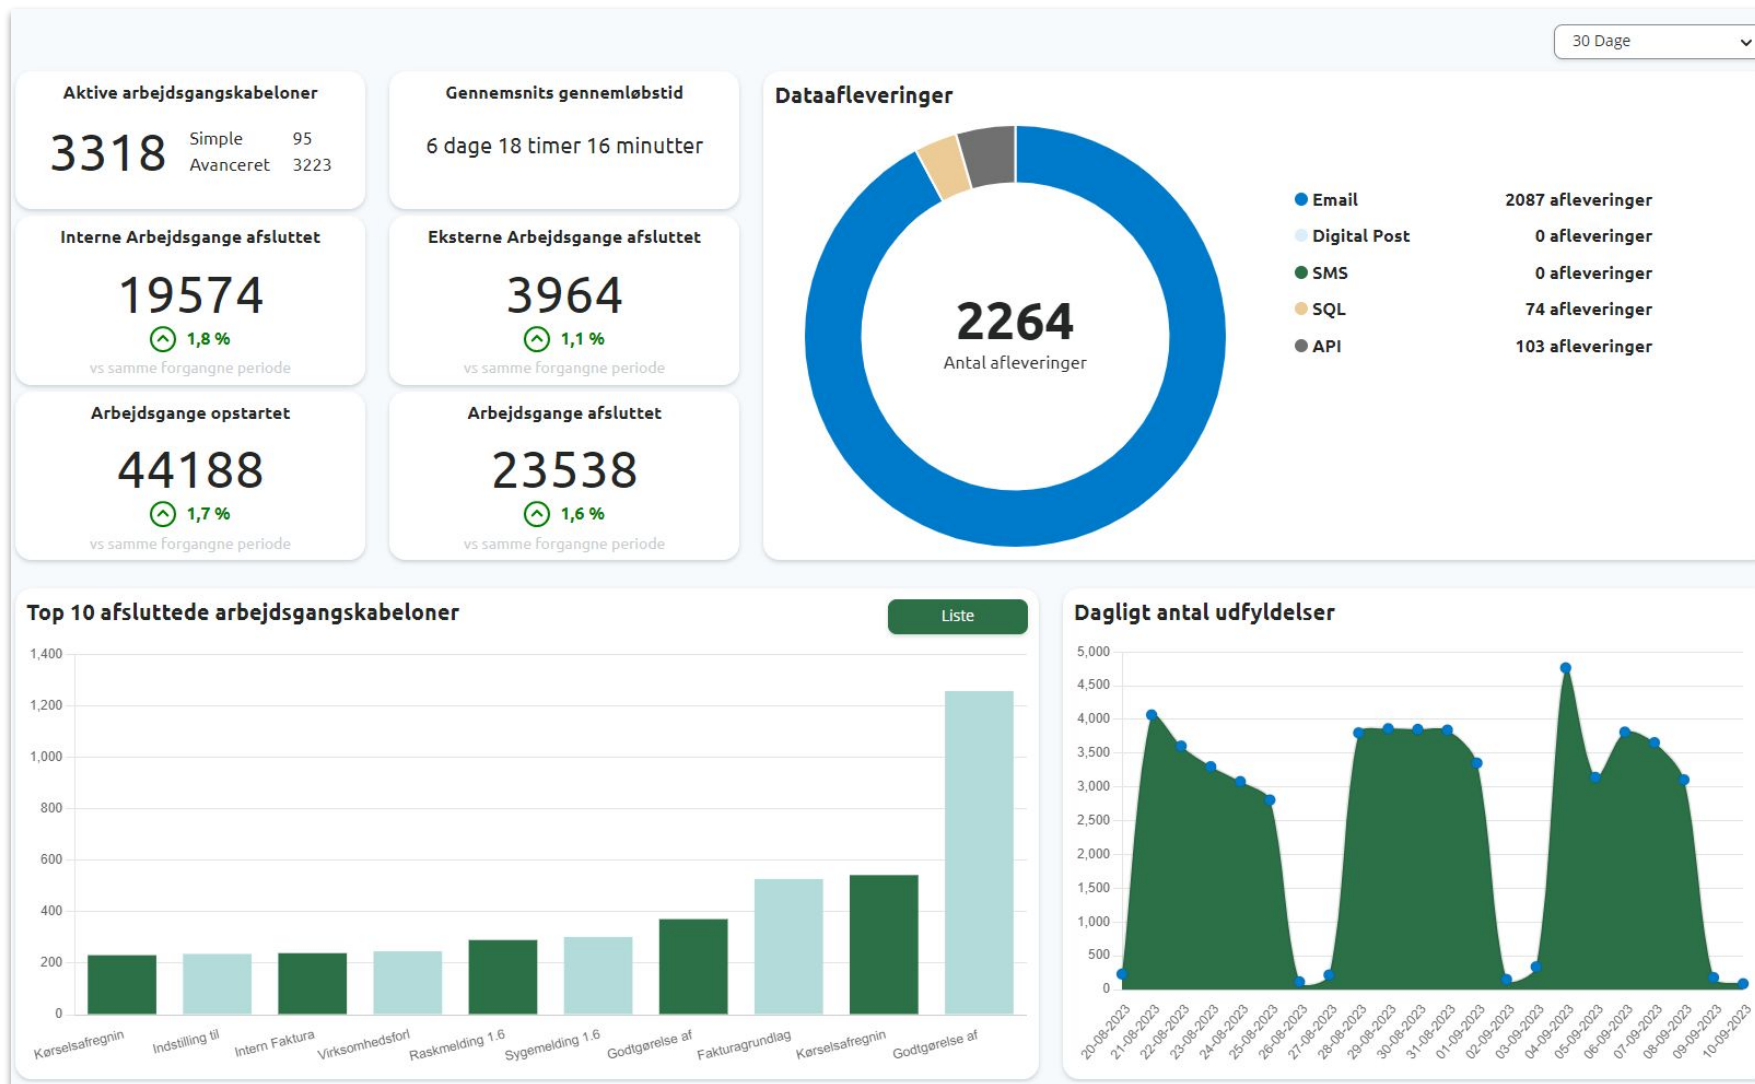 30 Dage
Aktive arbejdsgangskabeloner
3318
Simple 95
Avanceret 3223
Gennemsnits gennemløbstid
6 dage 18 timer 16 minutter
Interne Arbejdsgange afsluttet
19574
1,8 %
vs samme forgangne periode
Eksterne Arbejdsgange afsluttet
3964
1,1 %
vs samme forgangne periode
Arbejdsgange opstartet
44188
1,7 %
vs samme forgangne periode
Arbejdsgange afsluttet
23538
1,6 %
vs samme forgangne periode
Dataafleveringer
2264
Antal afleveringer
Email 2087 afleveringer
Digital Post 0 afleveringer
SMS 0 afleveringer
SQL 74 afleveringer
API 103 afleveringer
Top 10 afsluttede arbejdsgangskabeloner
Liste
1,400
1,200
1,000
800
600
400
200
0
Kørselsafregnin
Indstilling til
Intern Faktura
Virksomhedsforl
Raskmelding 1.6
Sygemelding 1.6
Godtgørelse af
Fakturagrundlag
Kørselsafregnin
Godtgørelse af
Dagligt antal udfyldelser
5,000
4,500
4,000
3,500
3,000
2,500
2,000
1,500
1,000
500
0
20-08-2023
21-08-2023
22-08-2023
23-08-2023
24-08-2023
25-08-2023
26-08-2023
27-08-2023
28-08-2023
29-08-2023
30-08-2023
31-08-2023
01-09-2023
02-09-2023
03-09-2023
04-09-2023
05-09-2023
06-09-2023
07-09-2023
08-09-2023
09-09-2023
10-09-2023